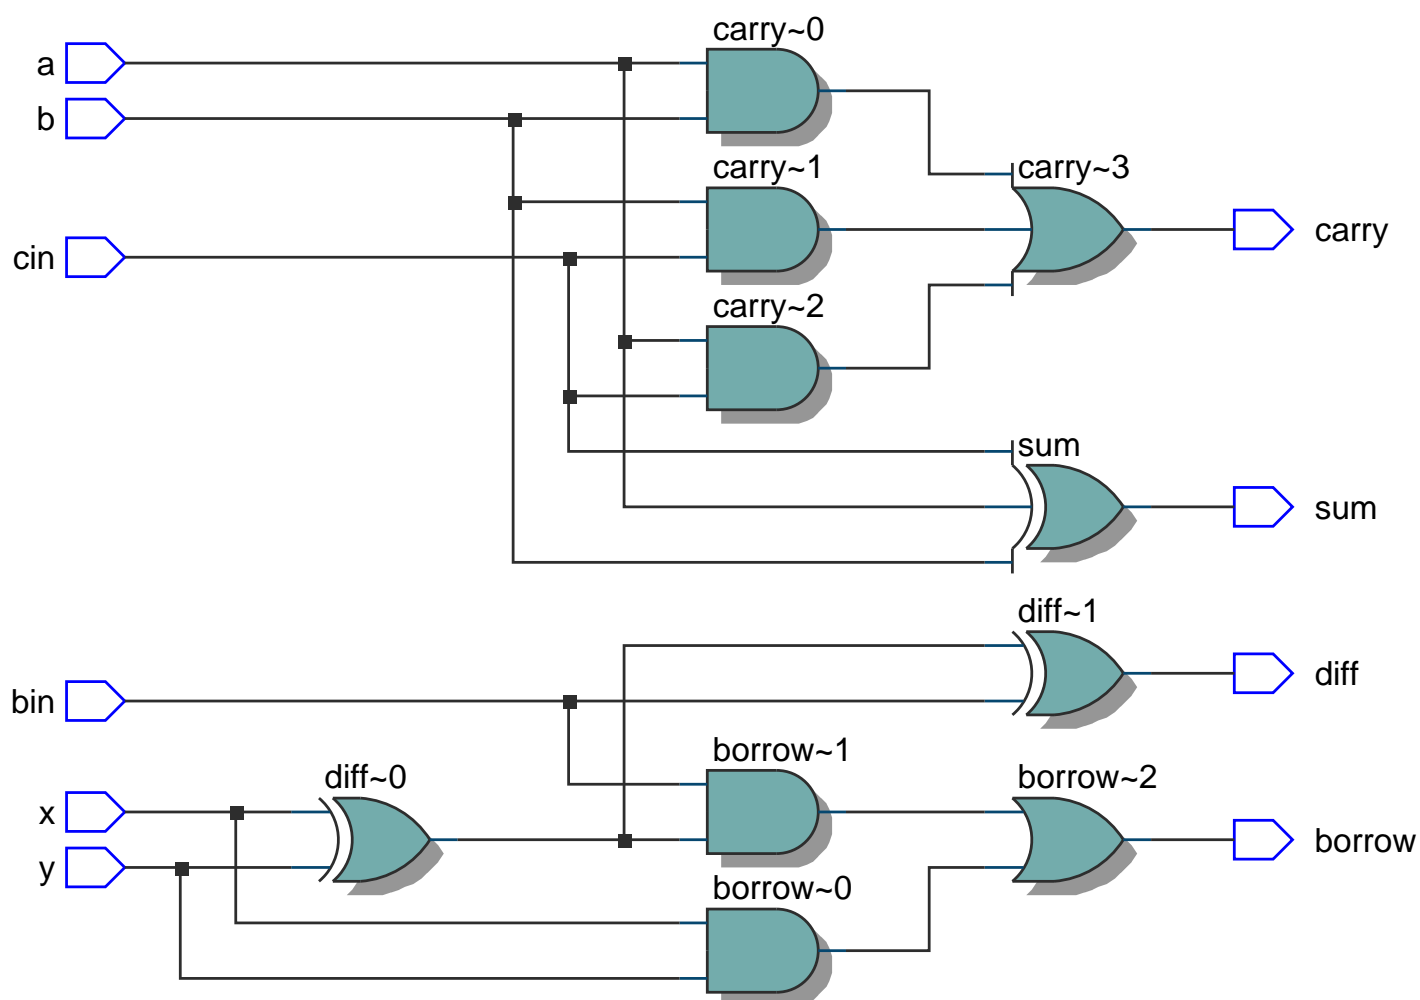 carry~0
a
b
carry~1
carry~3
carry
cin
carry~2
sum
sum
diff~1
diff
bin
borrow~1
diff~0
borrow~2
x
borrow
y
borrow~0